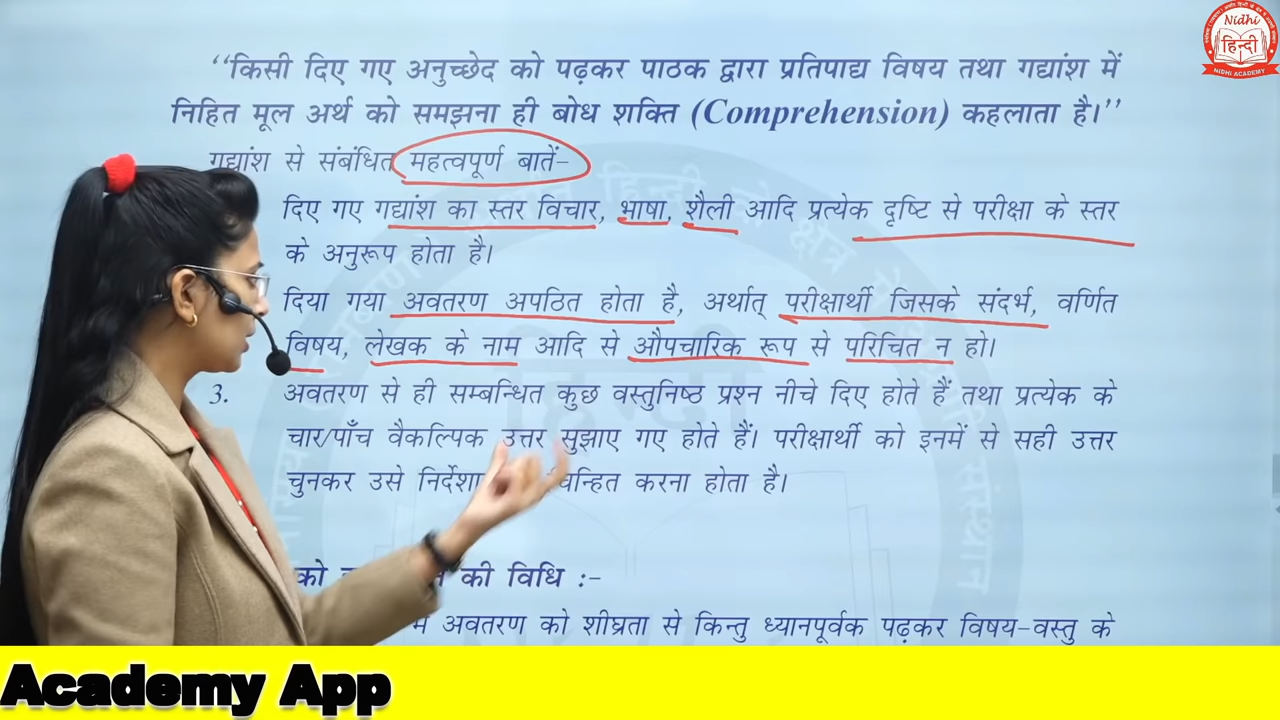 Nidhi
हिन्दी
NIDHI ACADEMY
‘‘किसी दिए गए अनुच्छेद को पढ़कर पाठक द्वारा प्रतिपाद्य विषय तथा गद्यांश में
निहित मूल अर्थ को समझना ही बोध शक्ति (Comprehension) कहलाता है।’’
गद्यांश से संबंधित महत्वपूर्ण बातें-
दिए गए गद्यांश का स्तर विचार, भाषा, शैली आदि प्रत्येक दृष्टि से परीक्षा के स्तर
के अनुरूप होता है।
दिया गया अवतरण अपठित होता है, अर्थात् परीक्षार्थी जिसके संदर्भ, वर्णित
विषय, लेखक के नाम आदि से औपचारिक रूप से परिचित न हो।
3. अवतरण से ही सम्बन्धित कुछ वस्तुनिष्ठ प्रश्न नीचे दिए होते हैं तथा प्रत्येक के
चार/पाँच वैकल्पिक उत्तर सुझाए गए होते हैं। परीक्षार्थी को इनमें से सही उत्तर
चुनकर उसे करना होता है।
को की विधि :-
अवतरण को शीघ्रता से किन्तु ध्यानपूर्वक पढ़कर विषय-वस्तु के
Academy App